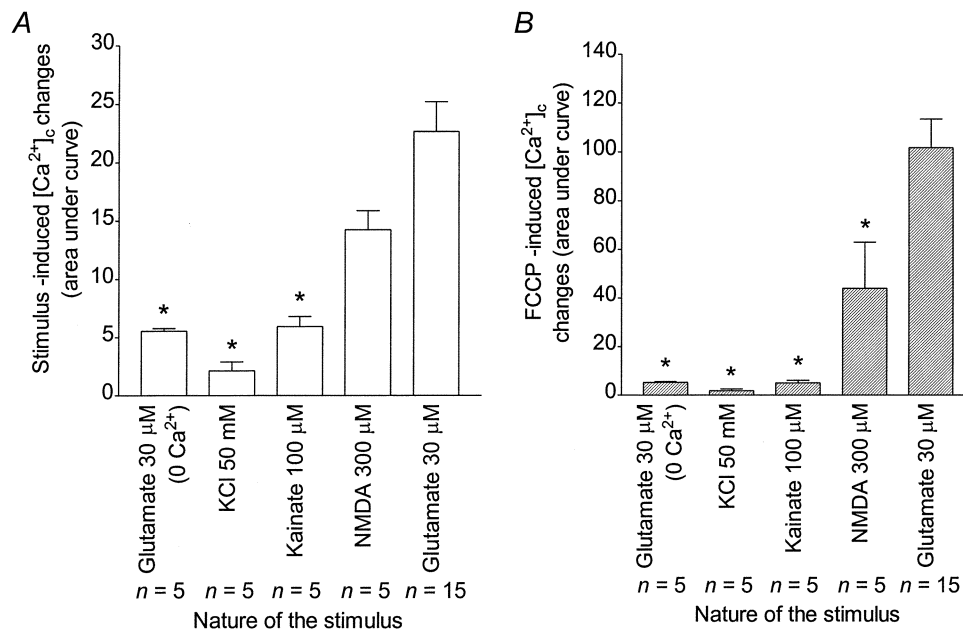 A
Stimulus -induced [Ca2+]c changes
(area under curve)
30
25
20
15
10
5
0
*
*
*
Glutamate 30 µM
(0 Ca2+)
KCl 50 mM
Kainate 100 µM
NMDA 300 µM
Glutamate 30 µM
n = 5 n = 5 n = 5 n = 5 n = 15
Nature of the stimulus
B
FCCP -induced [Ca2+]c
changes (area under curve)
140
120
100
80
60
40
20
0
*
*
*
*
Glutamate 30 µM
(0 Ca2+)
KCl 50 mM
Kainate 100 µM
NMDA 300 µM
Glutamate 30 µM
n = 5 n = 5 n = 5 n = 5 n = 15
Nature of the stimulus